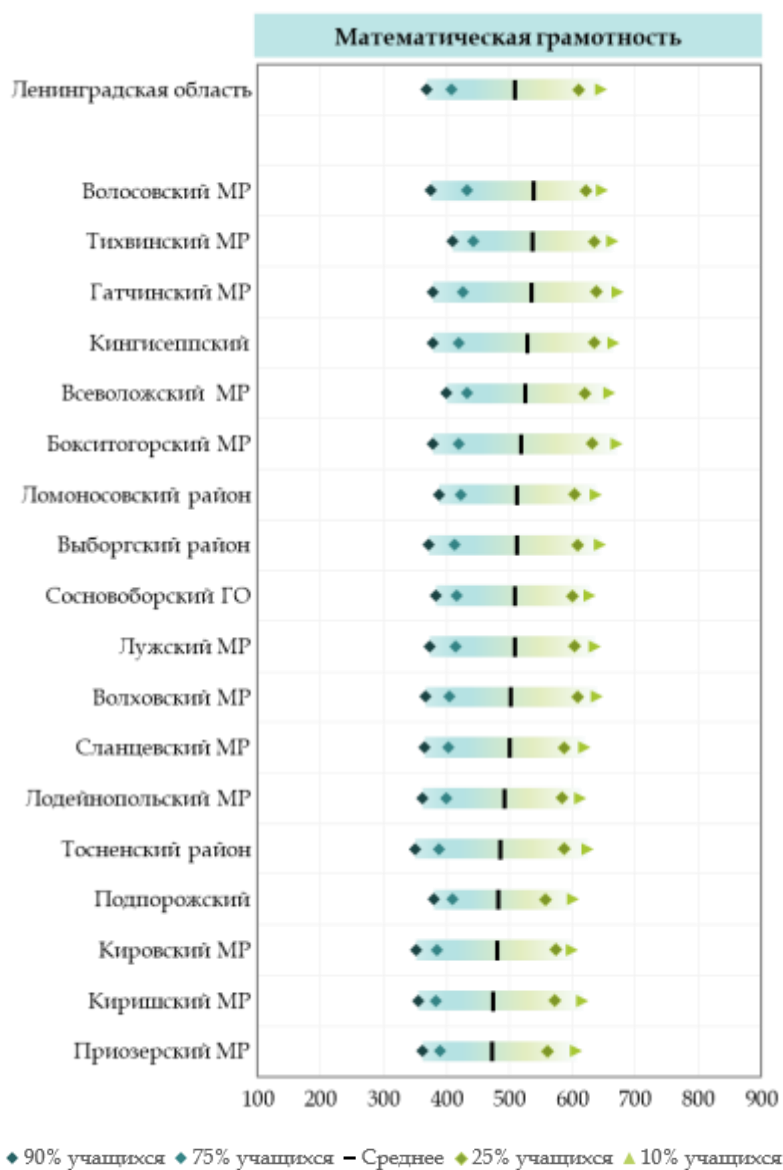 Математическая грамотность
Ленинградская область
Волосовский МР
Тихвинский МР
Гатчинский МР
Кингисеппский
Всеволожский МР
Бокситогорский МР
Ломоносовский район
Выборгский район
Сосновоборский ГО
Лужский МР
Волховский МР
Сланцевский МР
Лодейнопольский МР
Тосненский район
Подпорожский
Кировский МР
Киришский МР
Приозерский МР
100 200 300 400 500 600 700 800 900
90% учащихся 75% учащихся Среднее 25% учащихся 10% учащихся